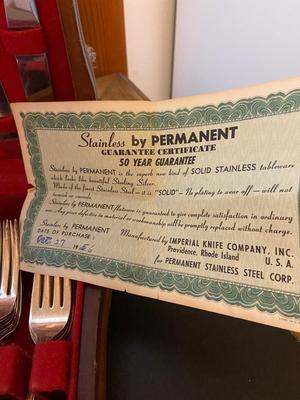 Stainless by PERMANENT
GUARANTEE CERTIFICATE
50 YEAR GUARANTEE
Stainless by PERMANENT is the superb new kind of SOLID STAINLESS tableware
which looks like beautiful Sterling Silver.
Made of the finest Stainless Steel — it is "SOLID" — No plating to wear off — will not
Stainless by PERMANENT flatware is guaranteed to give complete satisfaction in ordinary
use. Any piece defective in material or workmanship will be promptly replaced without charge.
Stainless by PERMANENT
DATE OF PURCHASE
Manufactured by IMPERIAL KNIFE COMPANY, INC.
Providence, Rhode Island U. S. A.
for PERMANENT STAINLESS STEEL CORP.
27 19